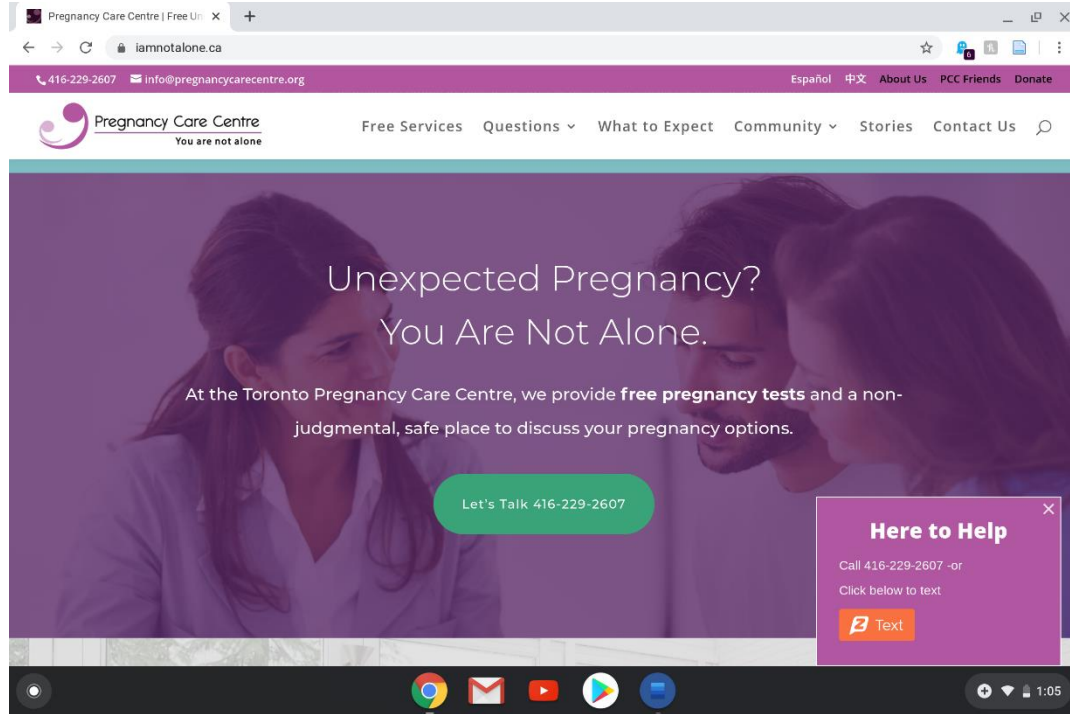 Pregnancy Care Centre | Free Un
iamnotalone.ca
6
416-229-2607 info@pregnancycarecentre.org
Español 中文 About Us PCC Friends Donate
Pregnancy Care Centre
You are not alone
Free Services Questions What to Expect Community Stories Contact Us
Unexpected Pregnancy?
You Are Not Alone.
At the Toronto Pregnancy Care Centre, we provide free pregnancy tests and a non-
judgmental, safe place to discuss your pregnancy options.
Let's Talk 416-229-2607
Here to Help
Call 416-229-2607 -or
Click below to text
Text
1:05